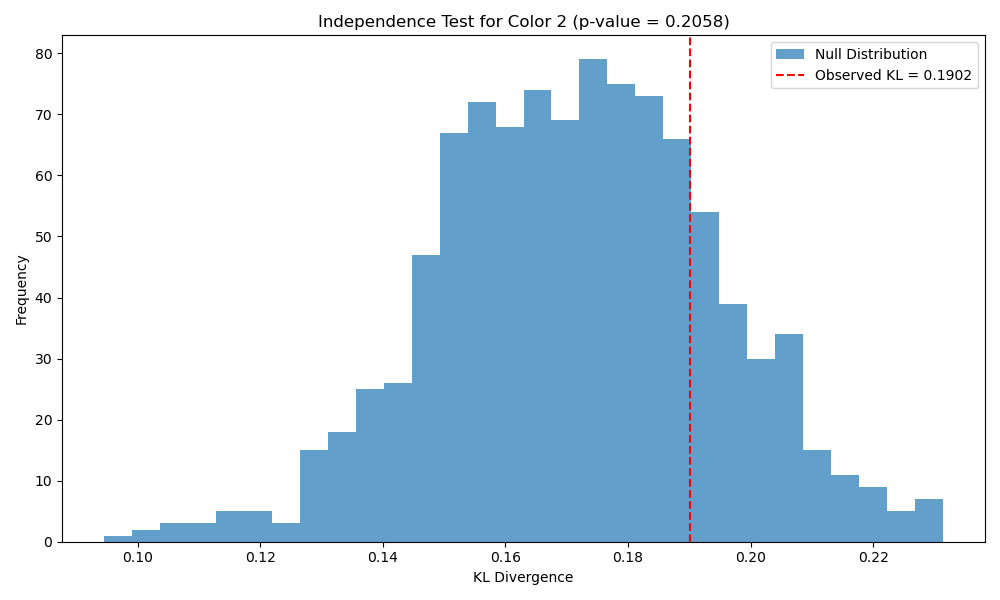 Independence Test for Color 2 (p-value = 0.2058)
Null Distribution
Observed KL = 0.1902
Frequency
80
70
60
50
40
30
20
10
0
0.10 0.12 0.14 0.16 0.18 0.20 0.22
KL Divergence